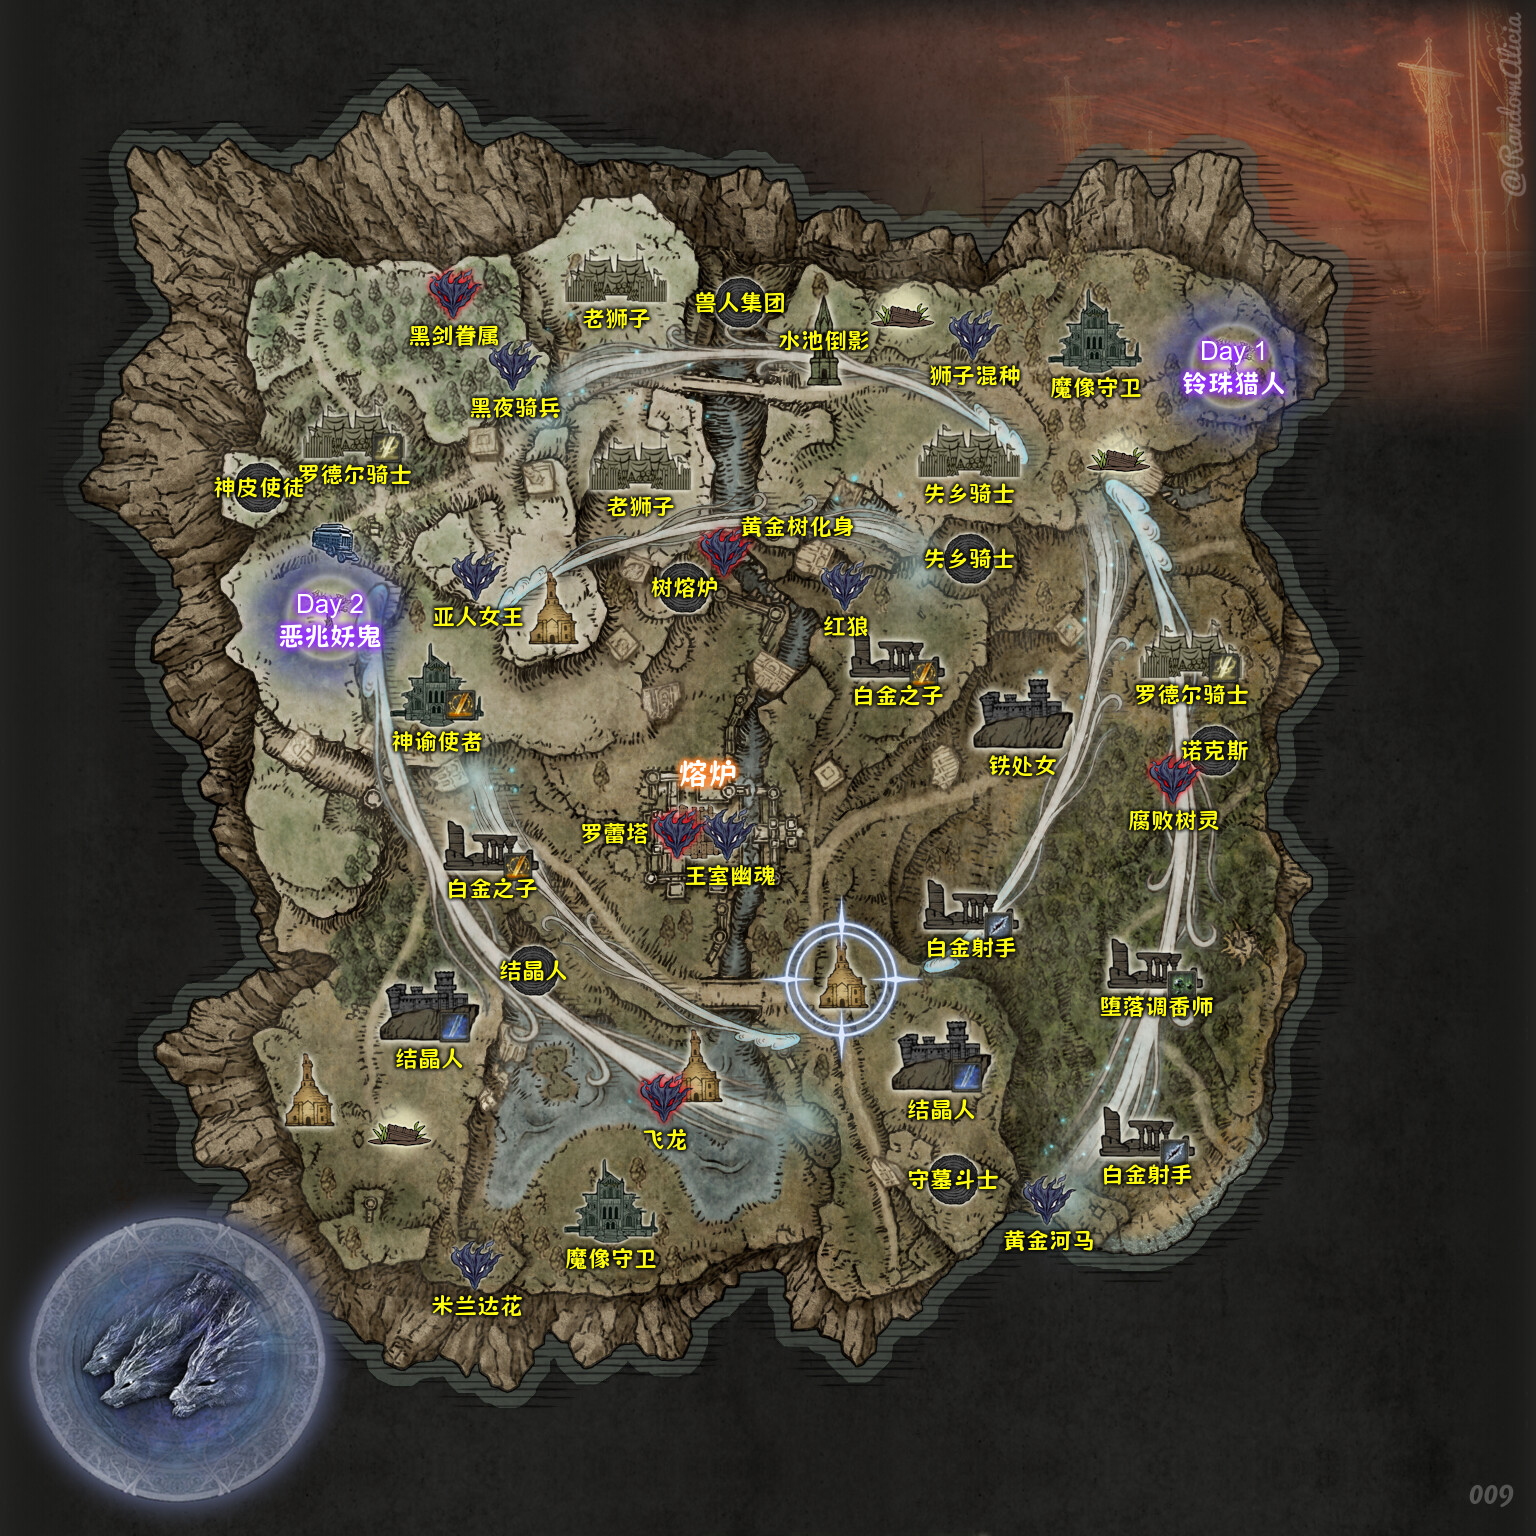 @RandomAlicia
黑剑眷属
老狮子
兽人集团
水池倒影
狮子混种
魔像守卫
Day 1
铃珠猎人
黑夜骑兵
神皮使徒
罗德尔骑士
老狮子
失乡骑士
黄金树化身
失乡骑士
树熔炉
亚人女王
红狼
Day 2
恶兆妖鬼
白金之子
罗德尔骑士
神谕使者
铁处女
诺克斯
熔炉
罗蕾塔
王室幽魂
腐败树灵
白金之子
白金射手
结晶人
堕落调香师
结晶人
结晶人
飞龙
守墓斗士
白金射手
魔像守卫
黄金河马
米兰达花
009